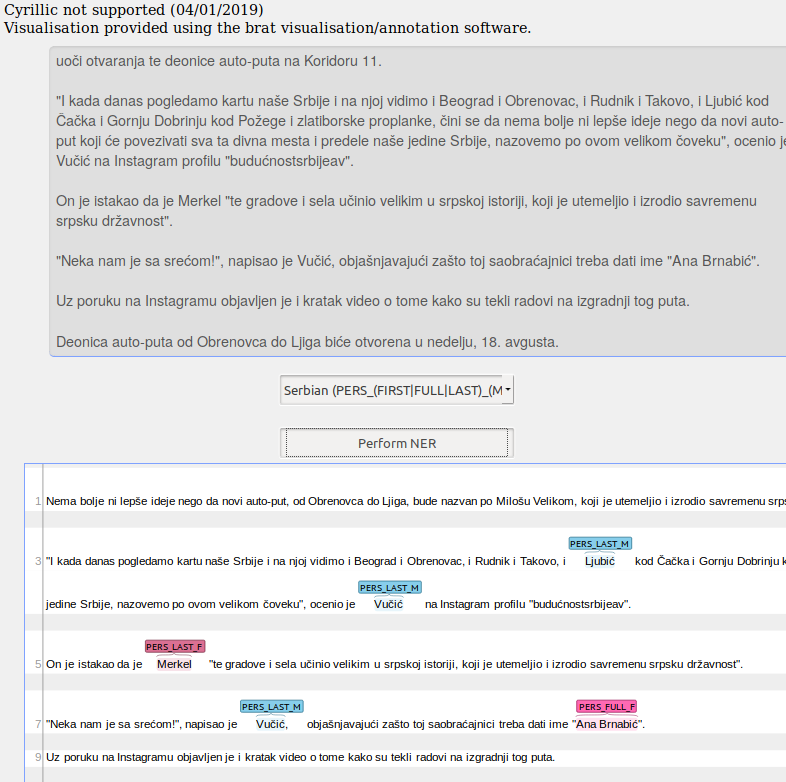 Cyrillic not supported (04/01/2019)
Visualisation provided using the brat visualisation/annotation software.
uoči otvaranja te deonice auto-puta na Koridoru 11.
"I kada danas pogledamo kartu naše Srbije i na njoj vidimo i Beograd i Obrenovac, i Rudnik i Takovo, i Ljubić kod
Čačka i Gornju Dobrinju kod Požege i zlatiborske proplanke, čini se da nema bolje ni lepše ideje nego da novi auto-
put koji će povezivati sva ta divna mesta i predele naše jedine Srbije, nazovemo po ovom velikom čoveku", ocenio je
Vučić na Instagram profilu "budućnostsrbijeav".
On je istakao da je Merkel "te gradove i sela učinio velikim u srpskoj istoriji, koji je utemeljio i izrodio savremenu
srpsku državnost".
"Neka nam je sa srećom!", napisao je Vučić, objašnjavajući zašto toj saobraćajnici treba dati ime "Ana Brnabić".
Uz poruku na Instagramu objavljen je i kratak video o tome kako su tekli radovi na izgradnji tog puta.
Deonica auto-puta od Obrenovca do Ljiga biće otvorena u nedelju, 18. avgusta.
Serbian (PERS_(FIRST|FULL|LAST)_(M
Perform NER
1 Nema bolje ni lepše ideje nego da novi auto-put, od Obrenovca do Ljiga, bude nazvan po Milošu Velikom, koji je utemeljio i izrodio savremenu srps
PERS_LAST_M
3 "I kada danas pogledamo kartu naše Srbije i na njoj vidimo i Beograd i Obrenovac, i Rudnik i Takovo, i Ljubić kod Čačka i Gornju Dobrinju k
PERS_LAST_M
jedine Srbije, nazovemo po ovom velikom čoveku", ocenio je Vučić na Instagram profilu "budućnostsrbijeav".
PERS_LAST_F
5 On je istakao da je Merkel "te gradove i sela učinio velikim u srpskoj istoriji, koji je utemeljio i izrodio savremenu srpsku državnost".
PERS_LAST_M PERS_FULL_F
7 "Neka nam je sa srećom!", napisao je Vučić, objašnjavajući zašto toj saobraćajnici treba dati ime "Ana Brnabić".
9 Uz poruku na Instagramu objavljen je i kratak video o tome kako su tekli radovi na izgradnji tog puta.